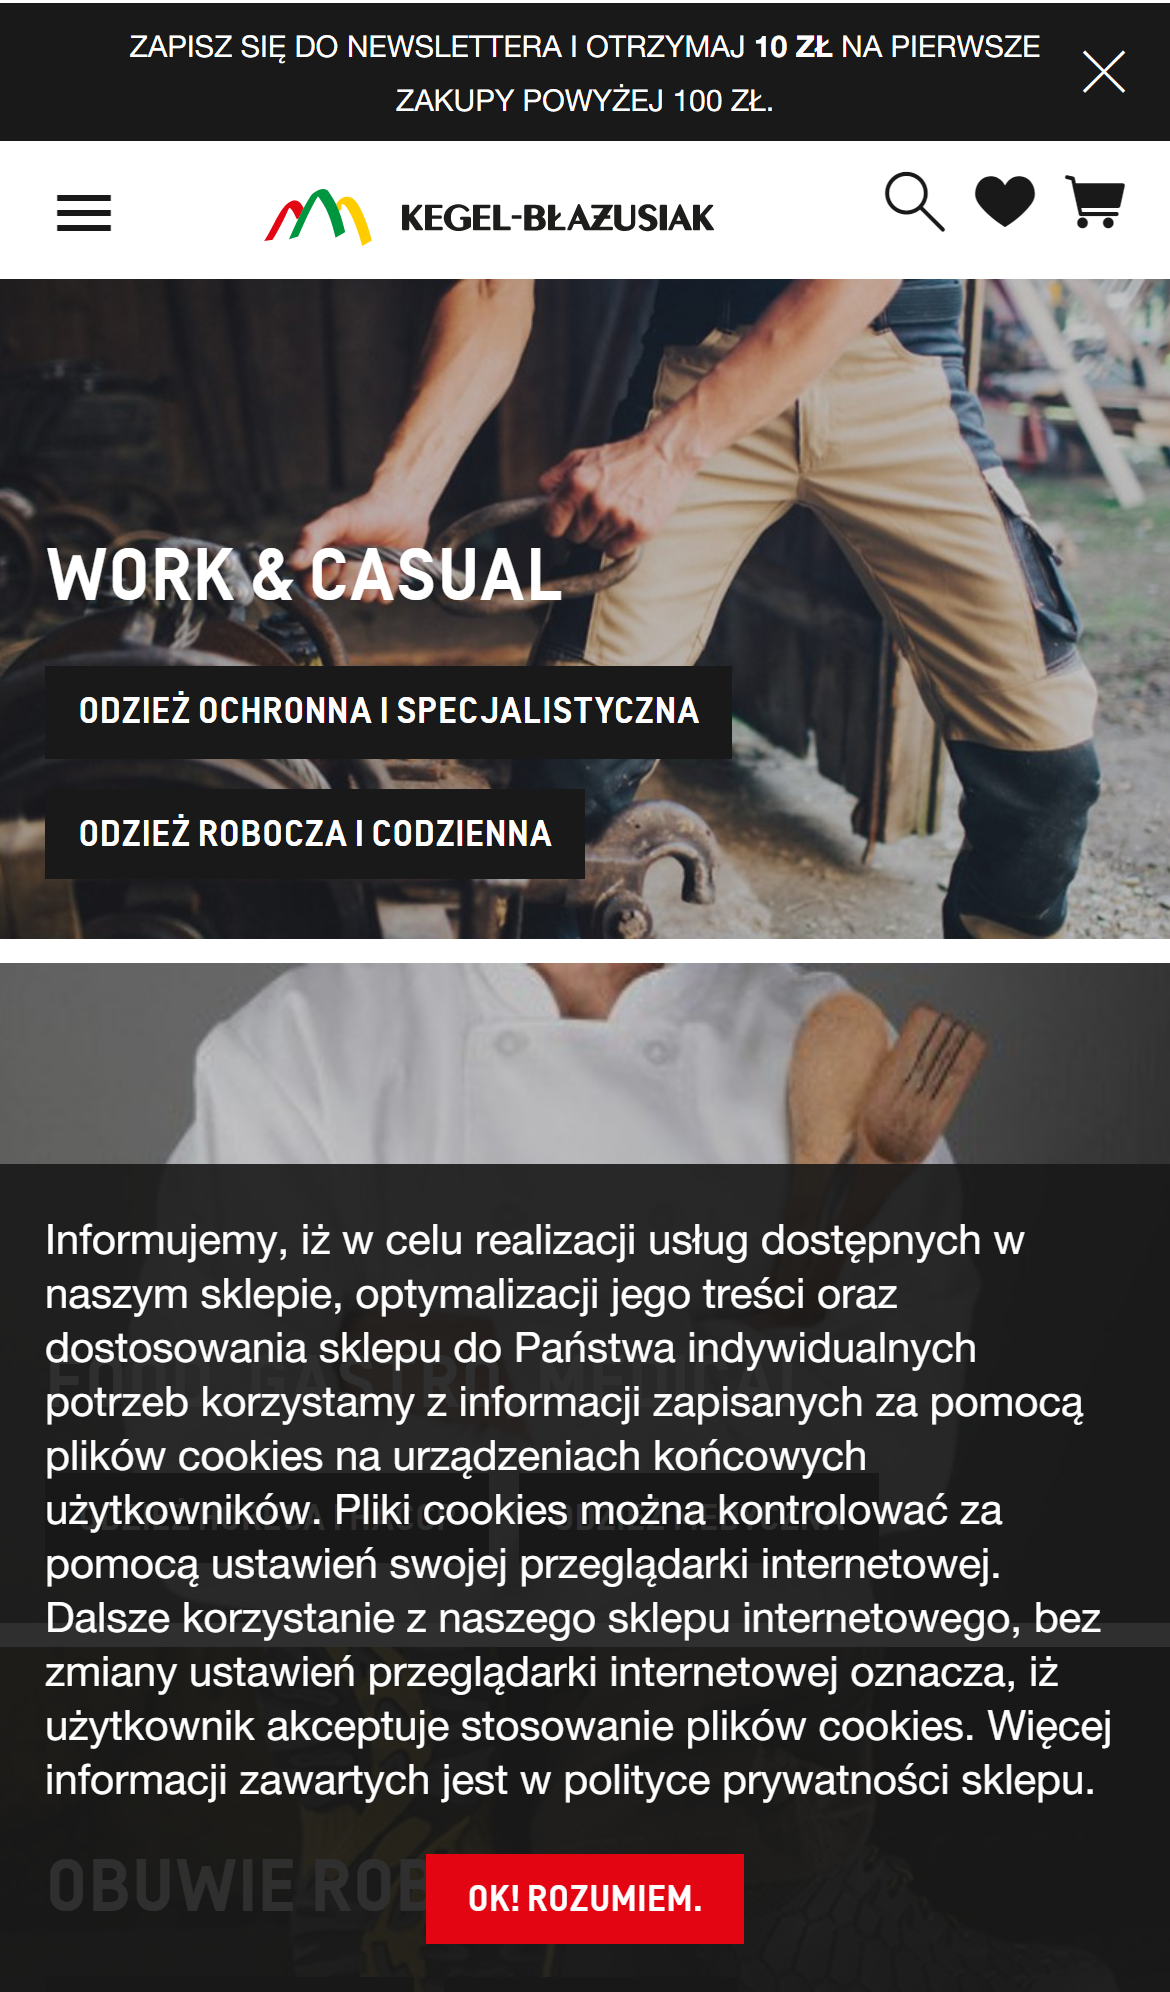 ZAPISZ SIĘ DO NEWSLETTERA I OTRZYMAJ 10 ZŁ NA PIERWSZE
ZAKUPY POWYŻEJ 100 ZŁ.
KEGEL-BŁAŻUSIAK
WORK & CASUAL
ODZIEŻ OCHRONNA I SPECJALISTYCZNA
ODZIEŻ ROBOCZA I CODZIENNA
Informujemy, iż w celu realizacji usług dostępnych w
naszym sklepie, optymalizacji jego treści oraz
dostosowania sklepu do Państwa indywidualnych
potrzeb korzystamy z informacji zapisanych za pomocą
plików cookies na urządzeniach końcowych
użytkowników. Pliki cookies można kontrolować za
pomocą ustawień swojej przeglądarki internetowej.
Dalsze korzystanie z naszego sklepu internetowego, bez
zmiany ustawień przeglądarki internetowej oznacza, iż
użytkownik akceptuje stosowanie plików cookies. Więcej
informacji zawartych jest w polityce prywatności sklepu.
OBUWIE ROB
OK! ROZUMIEM.